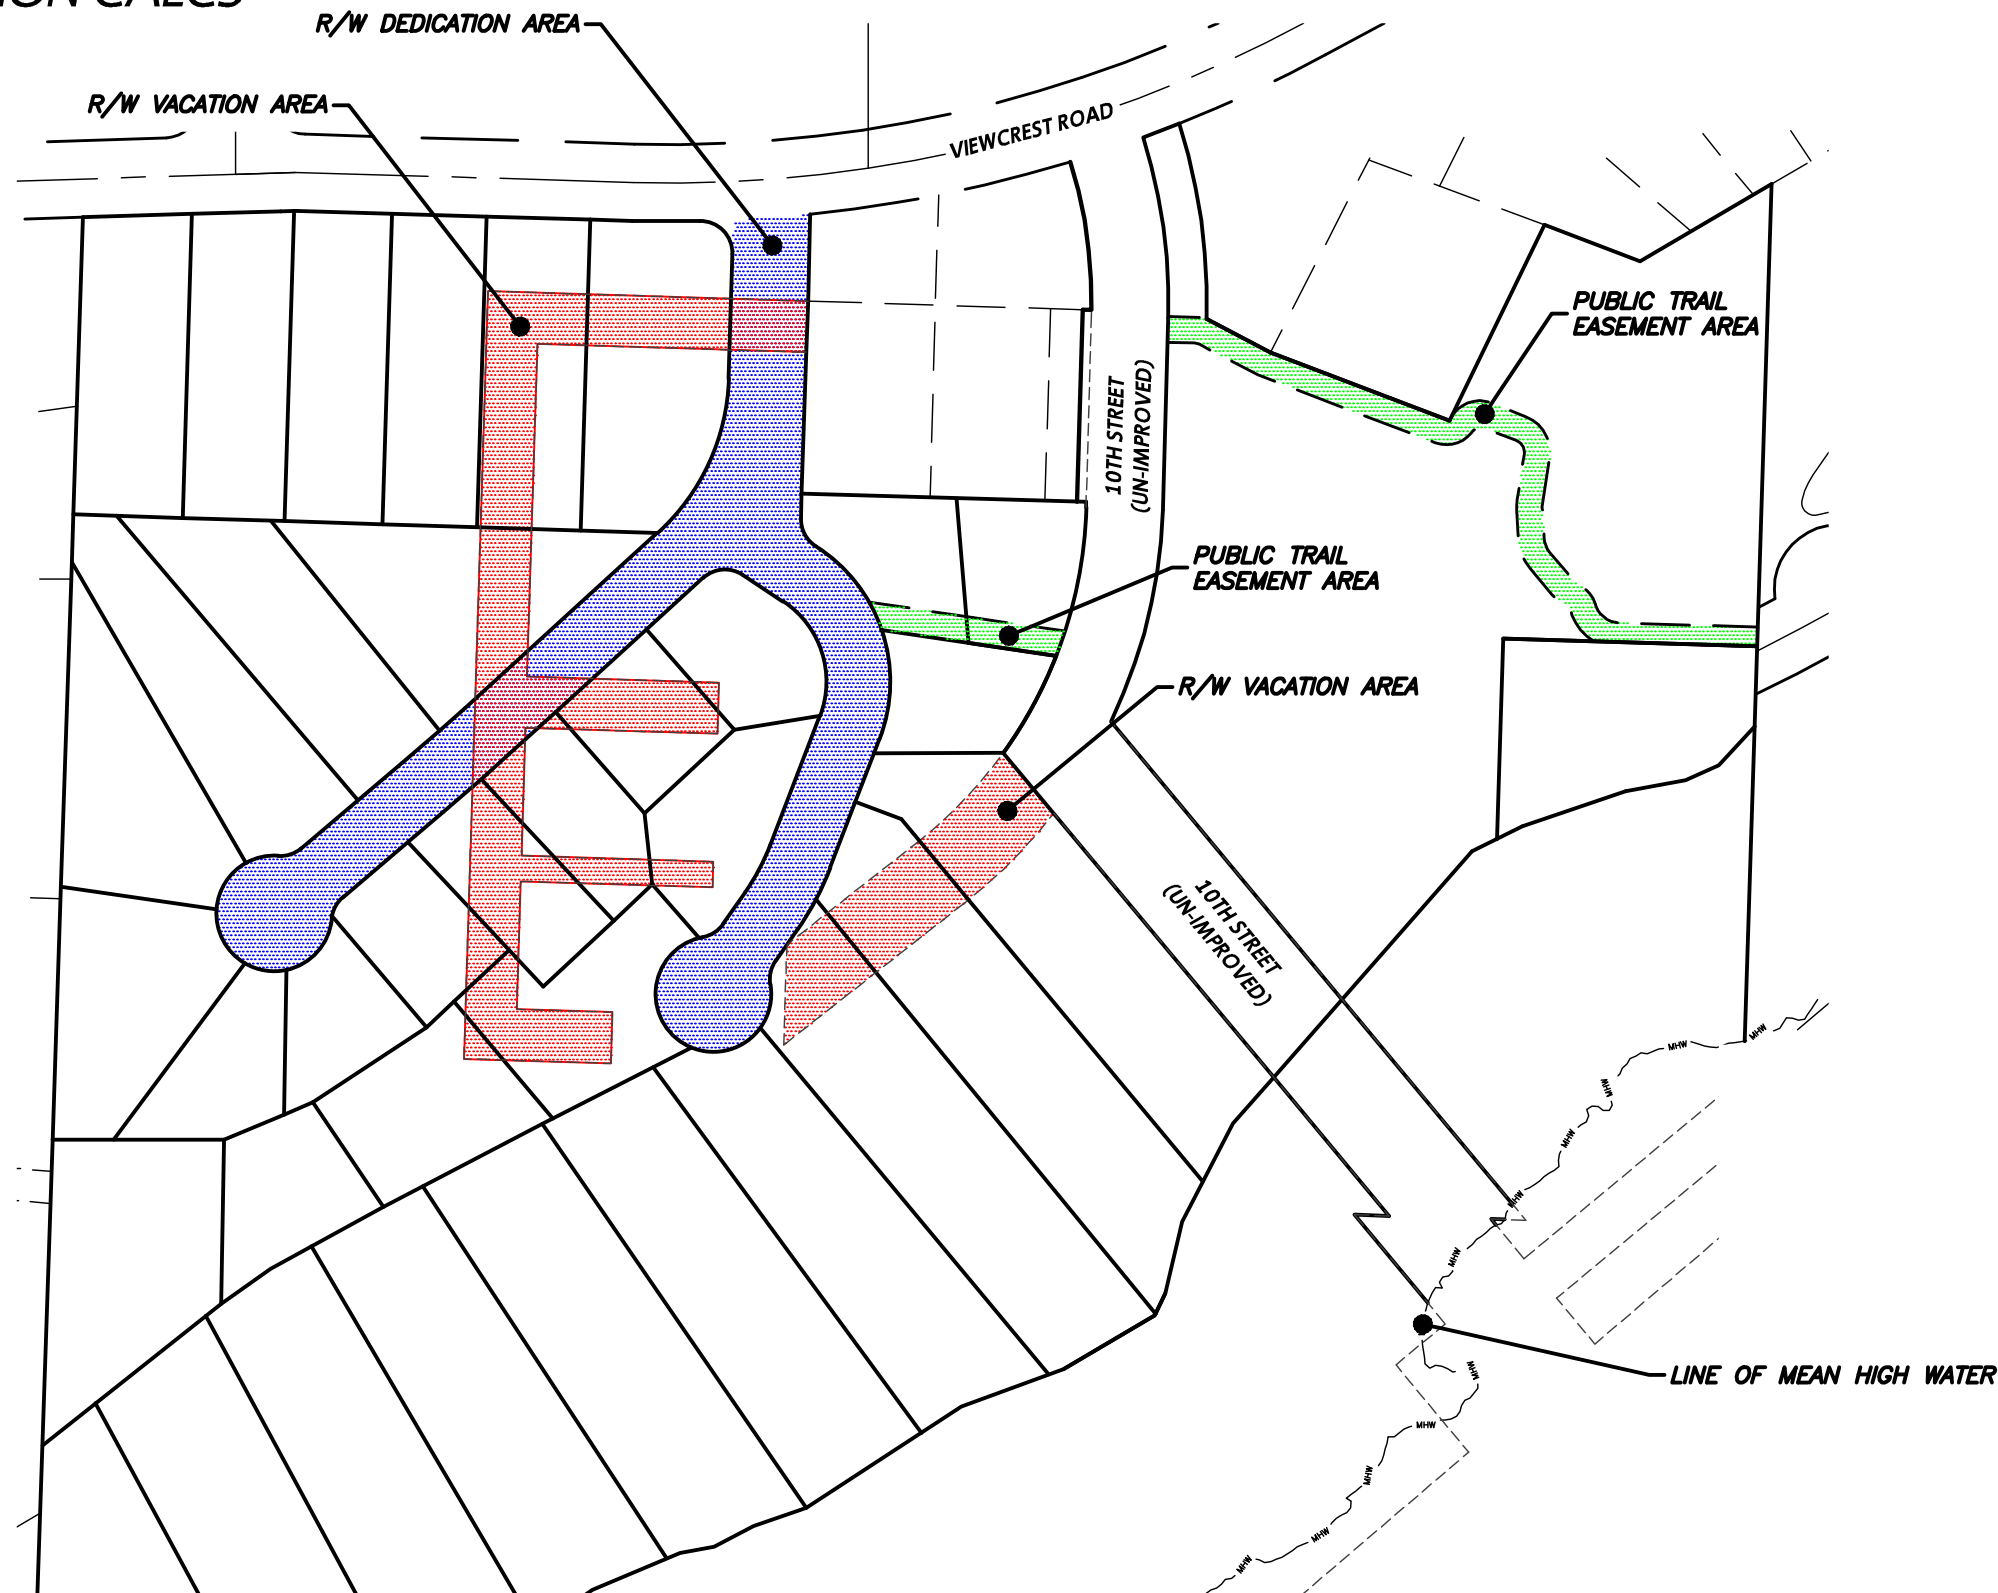 R/W DEDICATION AREA
R/W VACATION AREA
VIEWCREST ROAD
PUBLIC TRAIL
EASEMENT AREA
10TH STREET
(UN-IMPROVED)
PUBLIC TRAIL
EASEMENT AREA
R/W VACATION AREA
10TH STREET
(UN-IMPROVED)
MHW
MHW
MHW
MHW
MHW
MHW
LINE OF MEAN HIGH WATER
MHW
MHW
MHW
MHW
MHW